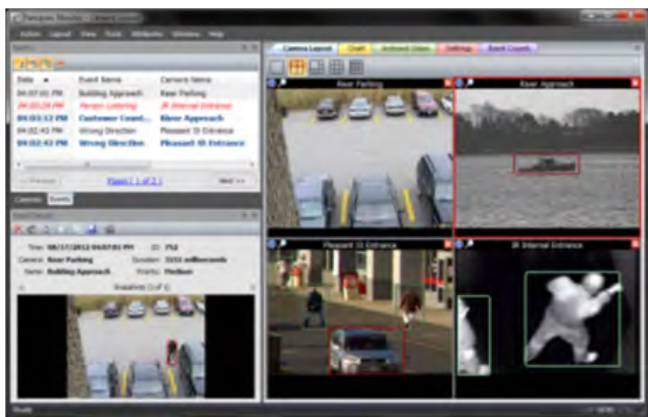 Action Layout View Tools Attributes Window Help
Events
Camera Layout Chart Archived Video Settings Event Counts
Date Event Name Camera Name
04:07:01 PM Building Approach Rear Parking
04:03:24 PM Person Loitering IR Internal Entrance
04:03:12 PM Customer Count... River Approach
04:02:43 PM Wrong Direction Pleasant St Entrance
04:02:43 PM Wrong Direction Pleasant St Entrance
<< Previous Page ( 1 of 2 ) Next >>
Cameras Events
Time: 08/17/2012 04:07:01 PM ID: 752
Camera: Rear Parking Duration: milliseconds
Name: Building Approach Priority: Medium
Snapshots (1 of 1)
Rear Parking
River Approach
Pleasant St Entrance
IR Internal Entrance
Ready